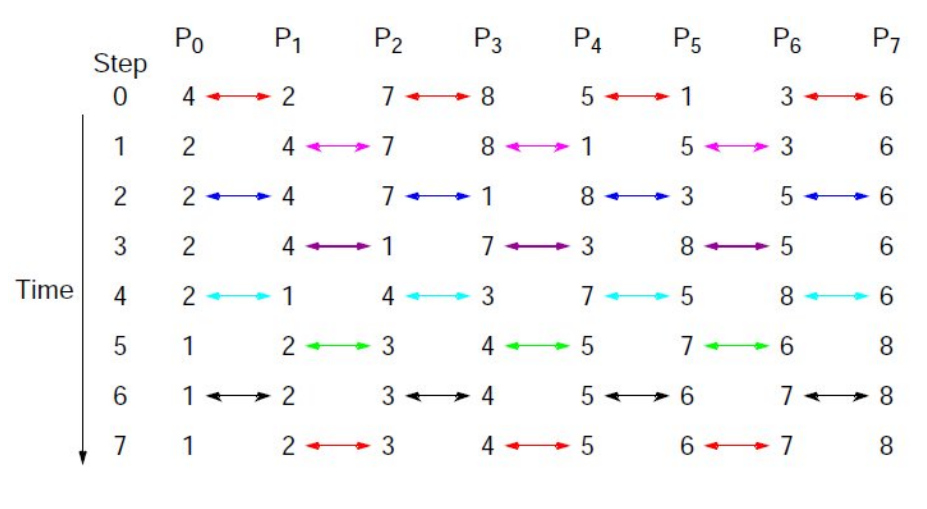 P0 P1 P2 P3 P4 P5 P6 P7
Step
0 4 2 7 8 5 1 3 6
1 2 4 7 8 1 5 3 6
2 2 4 7 1 8 3 5 6
3 2 4 1 7 3 8 5 6
Time
4 2 1 4 3 7 5 8 6
5 1 2 3 4 5 7 6 8
6 1 2 3 4 5 6 7 8
7 1 2 3 4 5 6 7 8